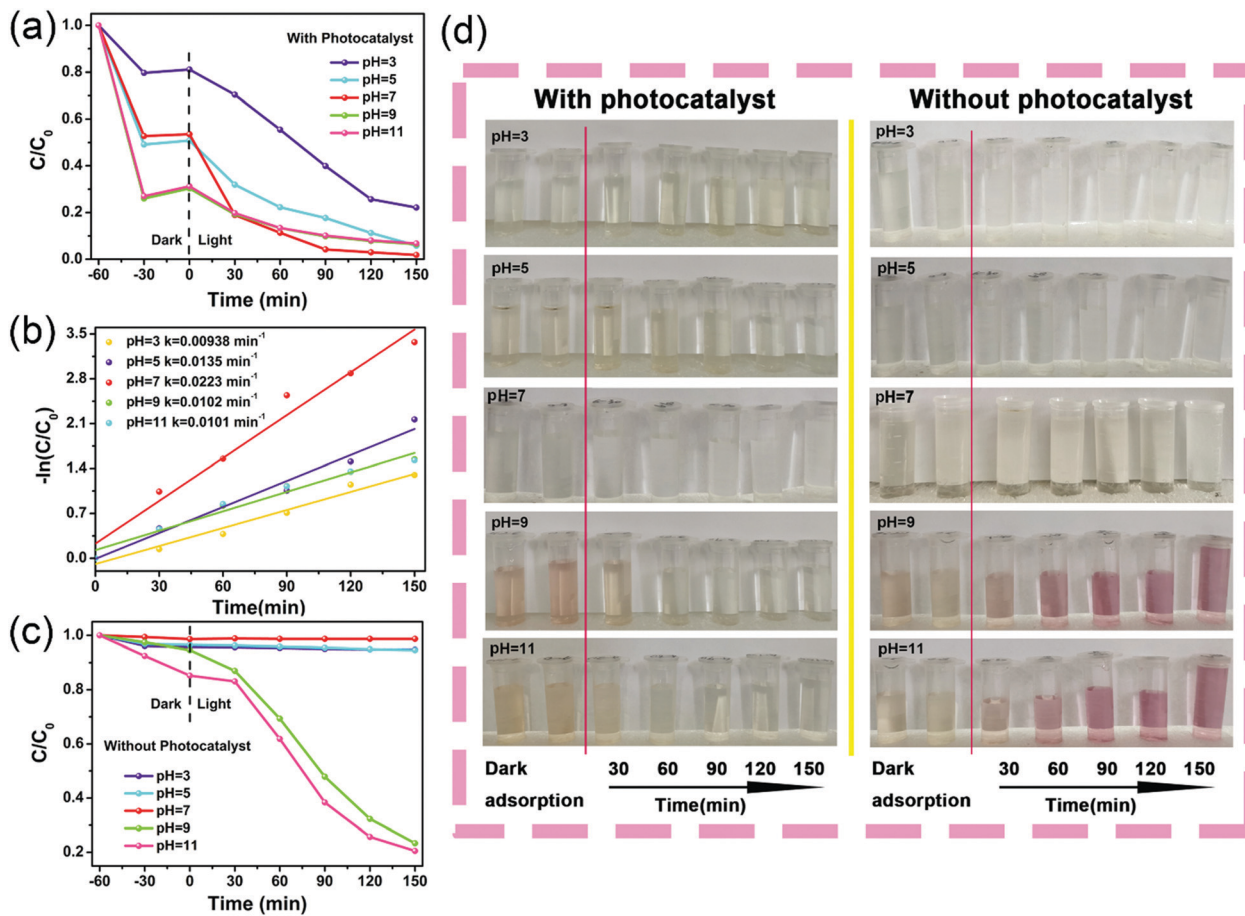 (a)
1.0
0.8
0.6
0.4
0.2
0.0
C/C0
With Photocatalyst
pH=3
pH=5
pH=7
pH=9
pH=11
Dark
Light
-60 -30 0 30 60 90 120 150
Time (min)
(b)
3.5
2.8
2.1
1.4
0.7
0.0
-ln(C/C0)
pH=3 k=0.00938 min-1
pH=5 k=0.0135 min-1
pH=7 k=0.0223 min-1
pH=9 k=0.0102 min-1
pH=11 k=0.0101 min-1
0 30 60 90 120 150
Time(min)
(c)
1.0
0.8
0.6
0.4
0.2
C/C0
Dark
Light
Without Photocatalyst
pH=3
pH=5
pH=7
pH=9
pH=11
-60 -30 0 30 60 90 120 150
Time (min)
(d)
With photocatalyst
pH=3
pH=5
pH=7
pH=9
pH=11
Dark
adsorption
30 60 90 120 150
Time(min)
Without photocatalyst
pH=3
pH=5
pH=7
pH=9
pH=11
Dark
adsorption
30 60 90 120 150
Time(min)